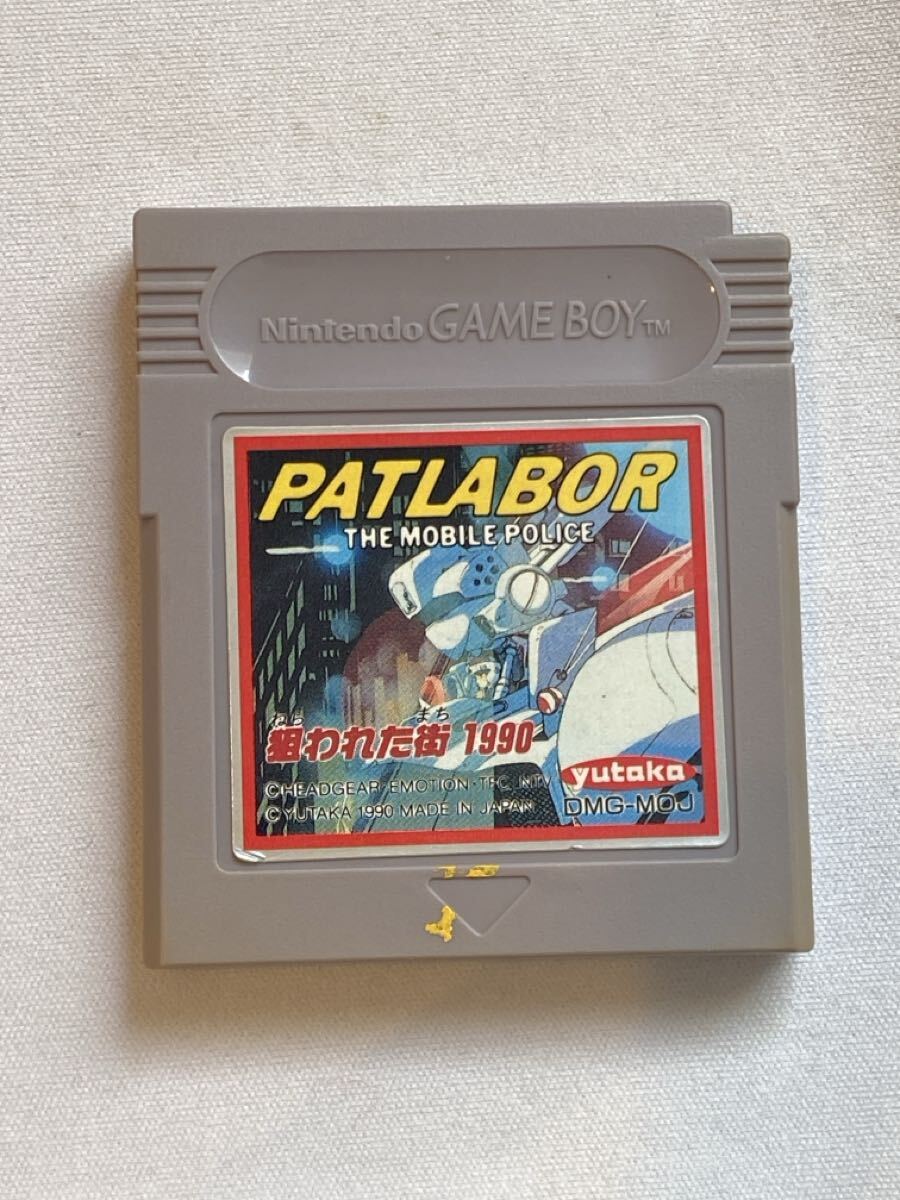 Nintendo GAME BOY™
PATLABOR
THE MOBILE POLICE
ねら まち
狙われた街 1990
©HEADGEAR·EMOTION·TFC, NTV
yutaka
©YUTAKA 1990 MADE IN JAPAN
DMG-MOJ